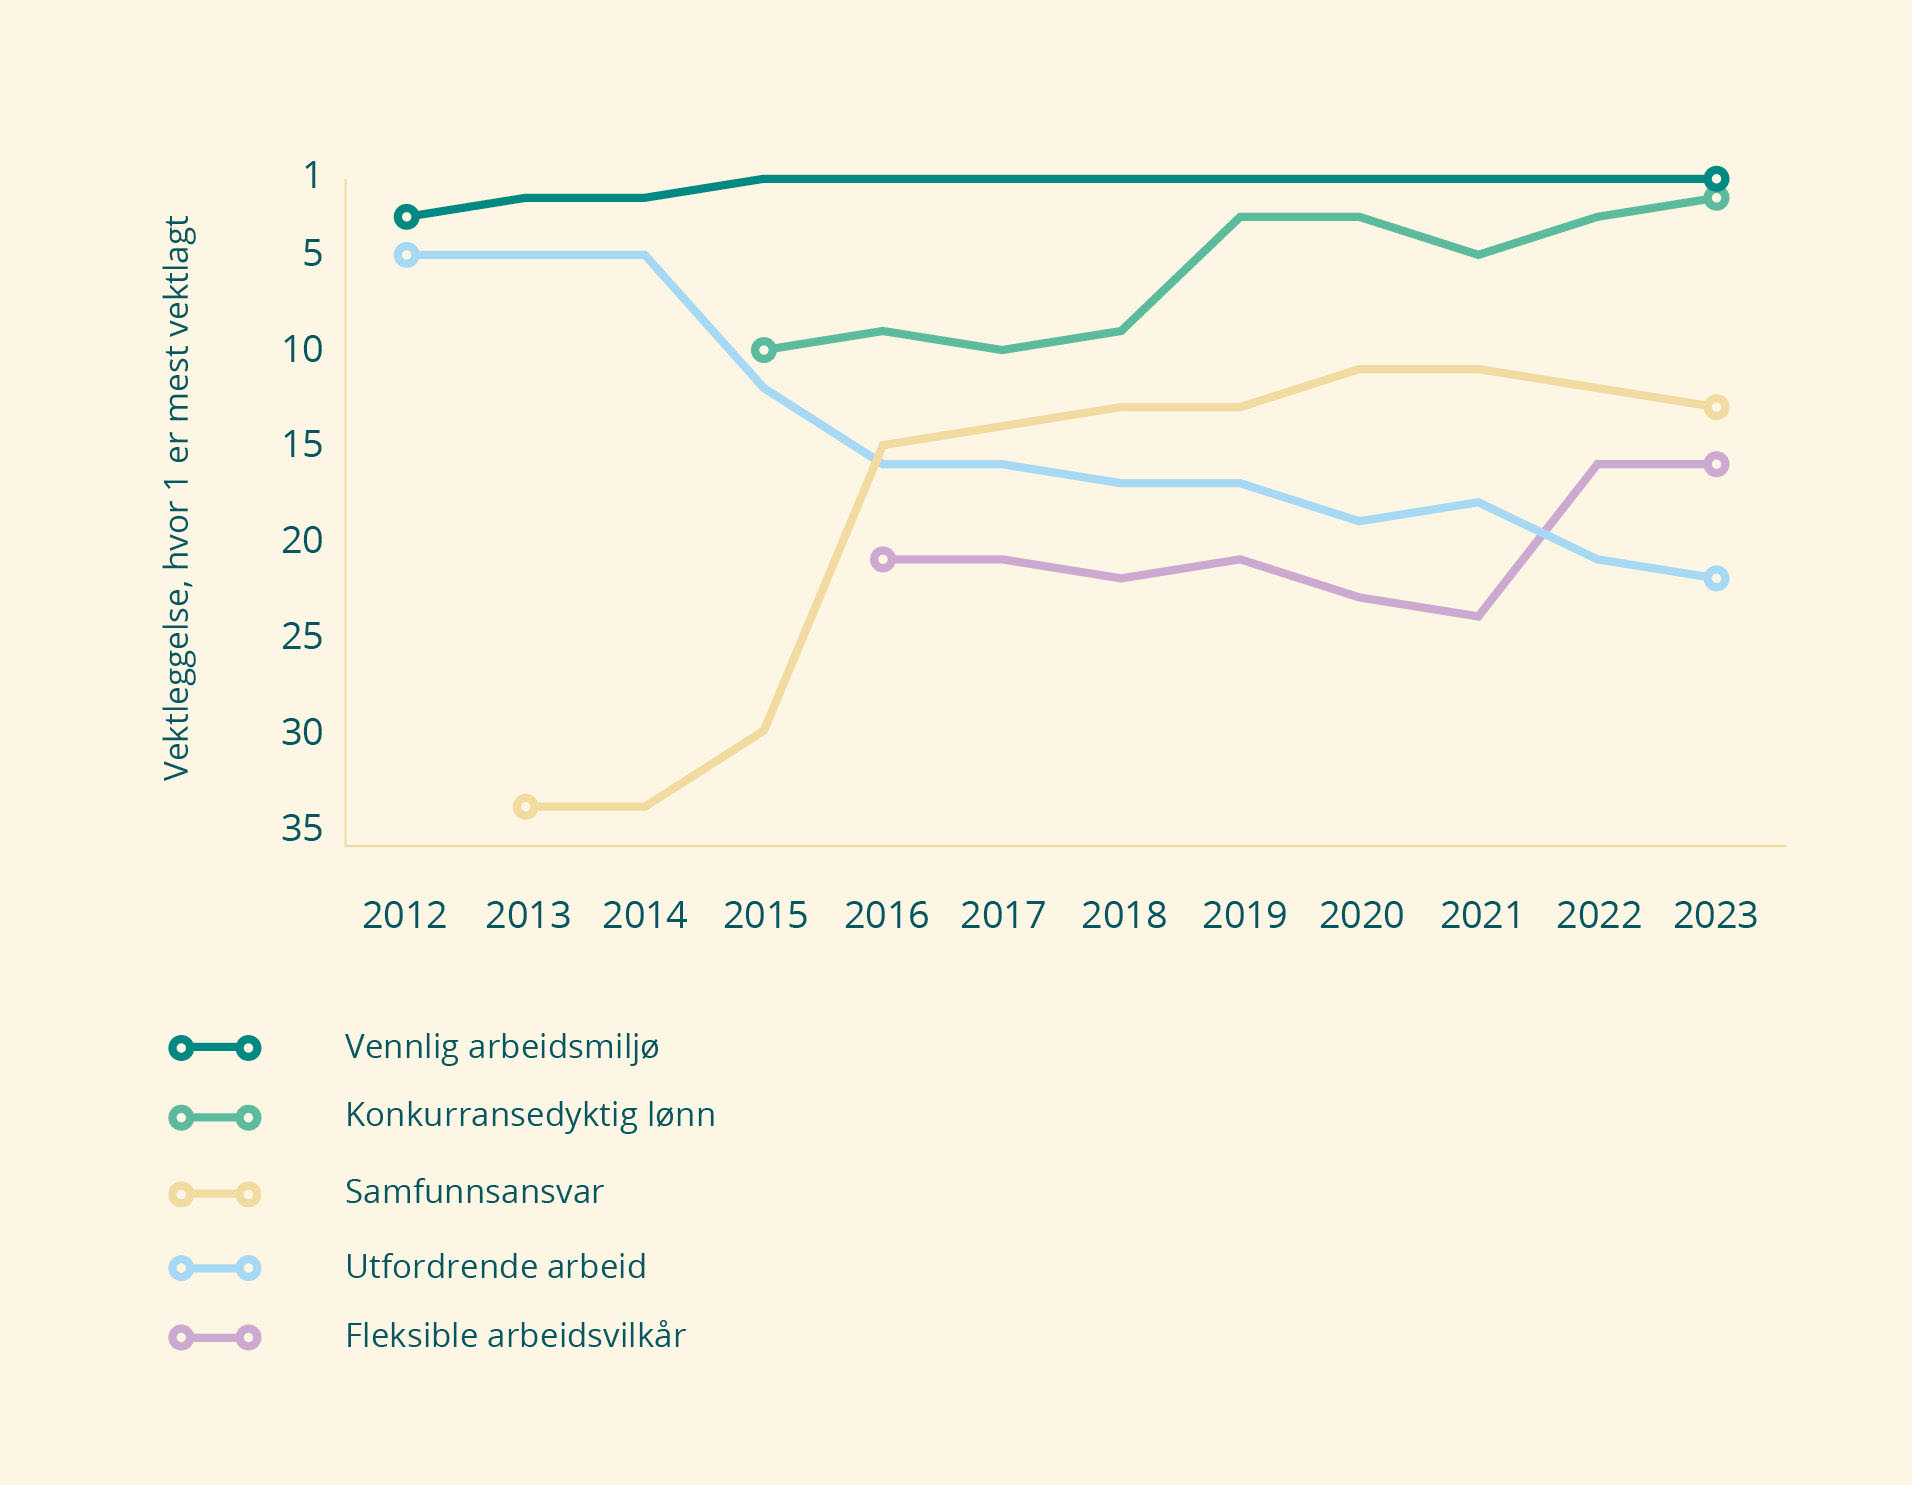 Vektleggelse, hvor 1 er mest vektlagt
1
5
10
15
20
25
30
35
2012 2013 2014 2015 2016 2017 2018 2019 2020 2021 2022 2023
Vennlig arbeidsmiljø
Konkurransedyktig lønn
Samfunnsansvar
Utfordrende arbeid
Fleksible arbeidsvilkår